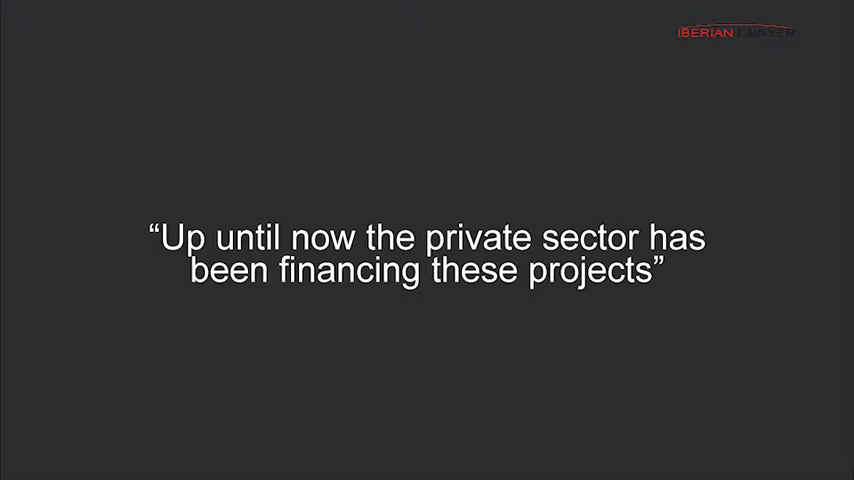 IBERIAN LAWYER
“Up until now the private sector has
been financing these projects”